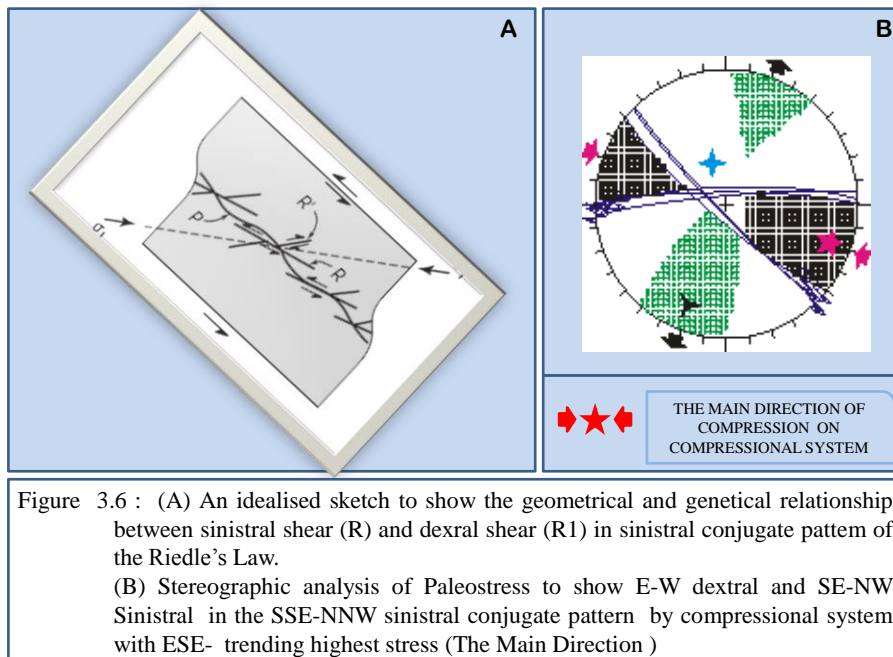 A
B
R'
P
R
σ₁
THE MAIN DIRECTION OF
COMPRESSION ON
COMPRESSIONAL SYSTEM
Figure 3.6 : (A) An idealised sketch to show the geometrical and genetical relationship
between sinistral shear (R) and dexral shear (R1) in sinistral conjugate pattem of
the Riedle's Law.
(B) Stereographic analysis of Paleostress to show E-W dextral and SE-NW
Sinistral in the SSE-NNW sinistral conjugate pattern by compressional system
with ESE- trending highest stress (The Main Direction )